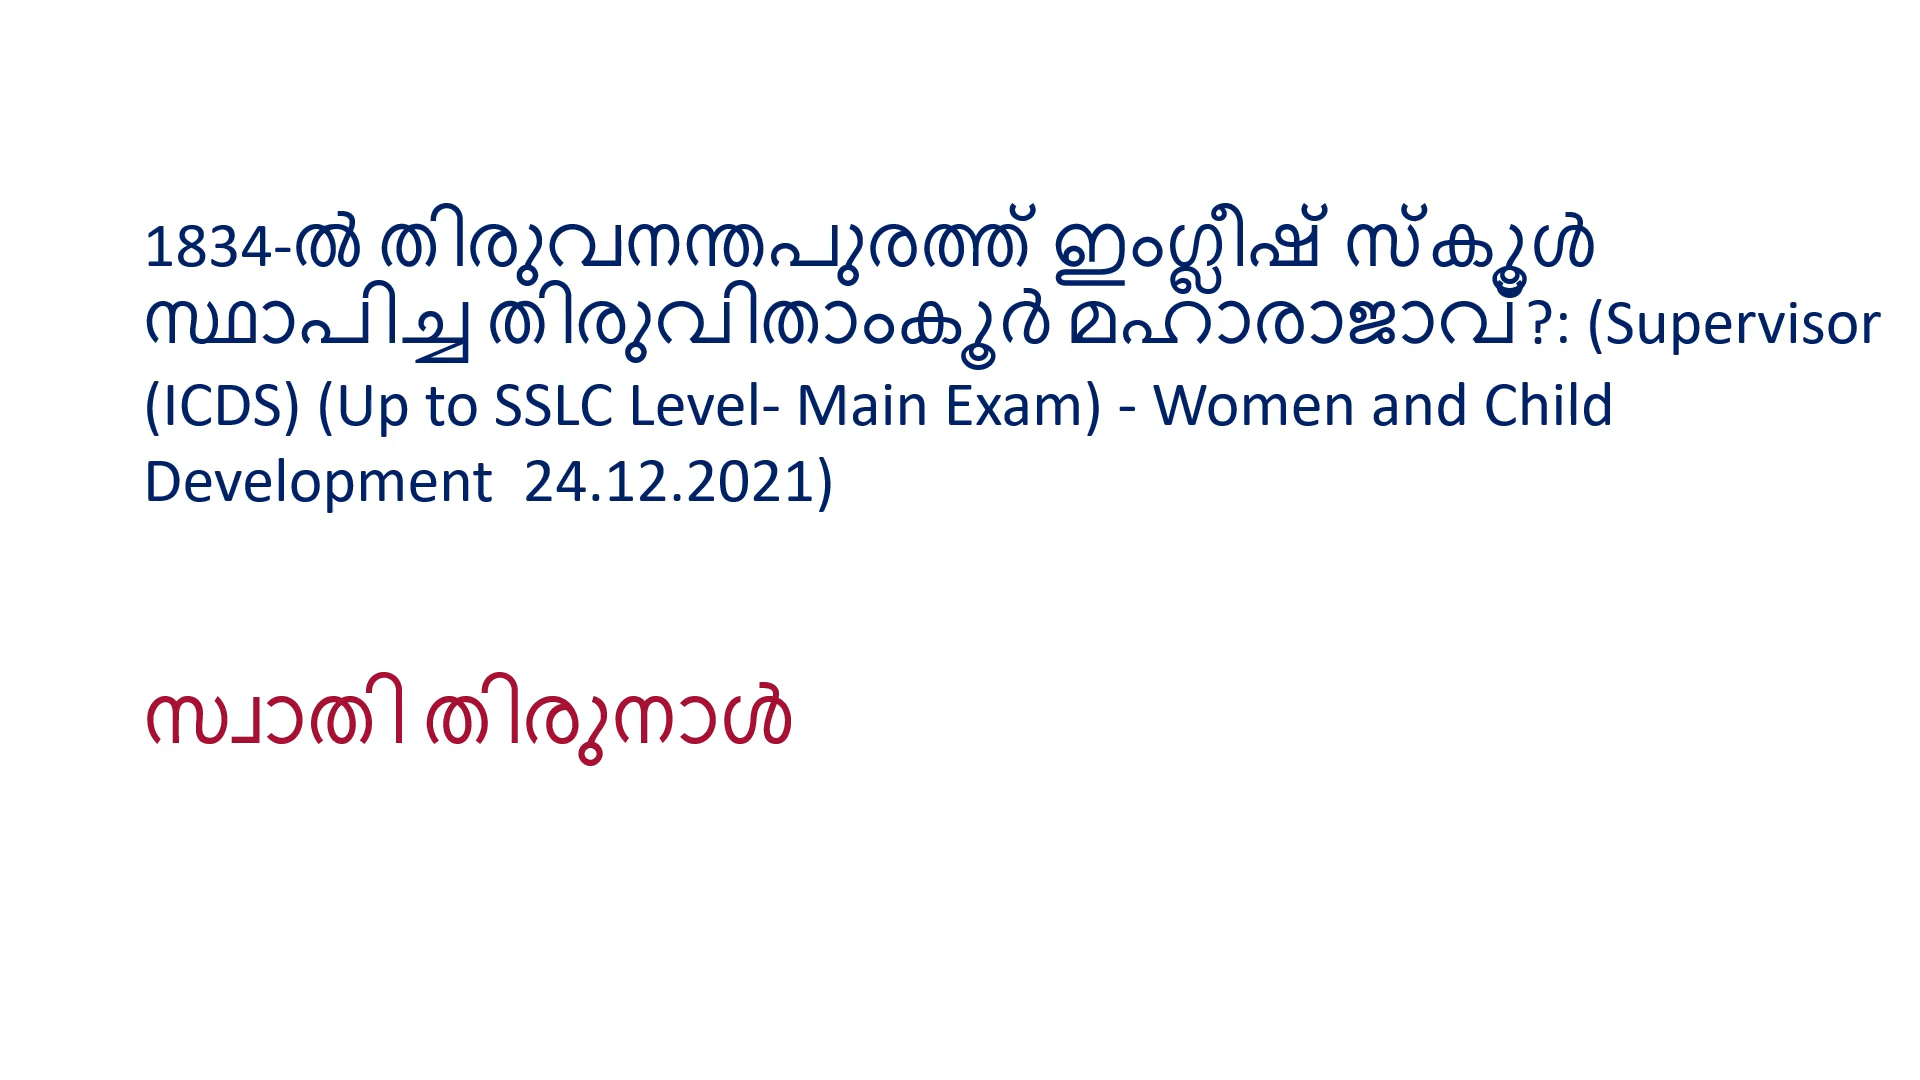 1834-ൽ തിരുവനന്തപുരത്ത് ഇംഗ്ലീഷ് സ്കൂൾ
സ്ഥാപിച്ച തിരുവിതാംകൂർ മഹാരാജാവ്?: (Supervisor
(ICDS) (Up to SSLC Level- Main Exam) - Women and Child
Development 24.12.2021)
സ്വാതി തിരുനാൾ